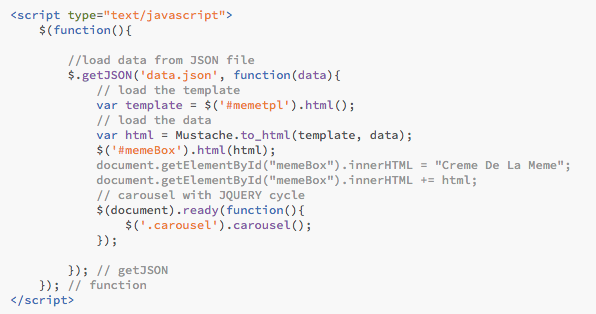 <script type="text/javascript">
    $(function(){

        //load data from JSON file
        $.getJSON('data.json', function(data){
            // load the template
            var template = $('#memetpl').html();
            // load the data
            var html = Mustache.to_html(template, data);
            $('#memeBox').html(html);
            document.getElementById("memeBox").innerHTML = "Creme De La Meme";
            document.getElementById("memeBox").innerHTML += html;
            // carousel with JQUERY cycle
            $(document).ready(function(){
                $('.carousel').carousel();
            });

        }); // getJSON
    }); // function
</script>